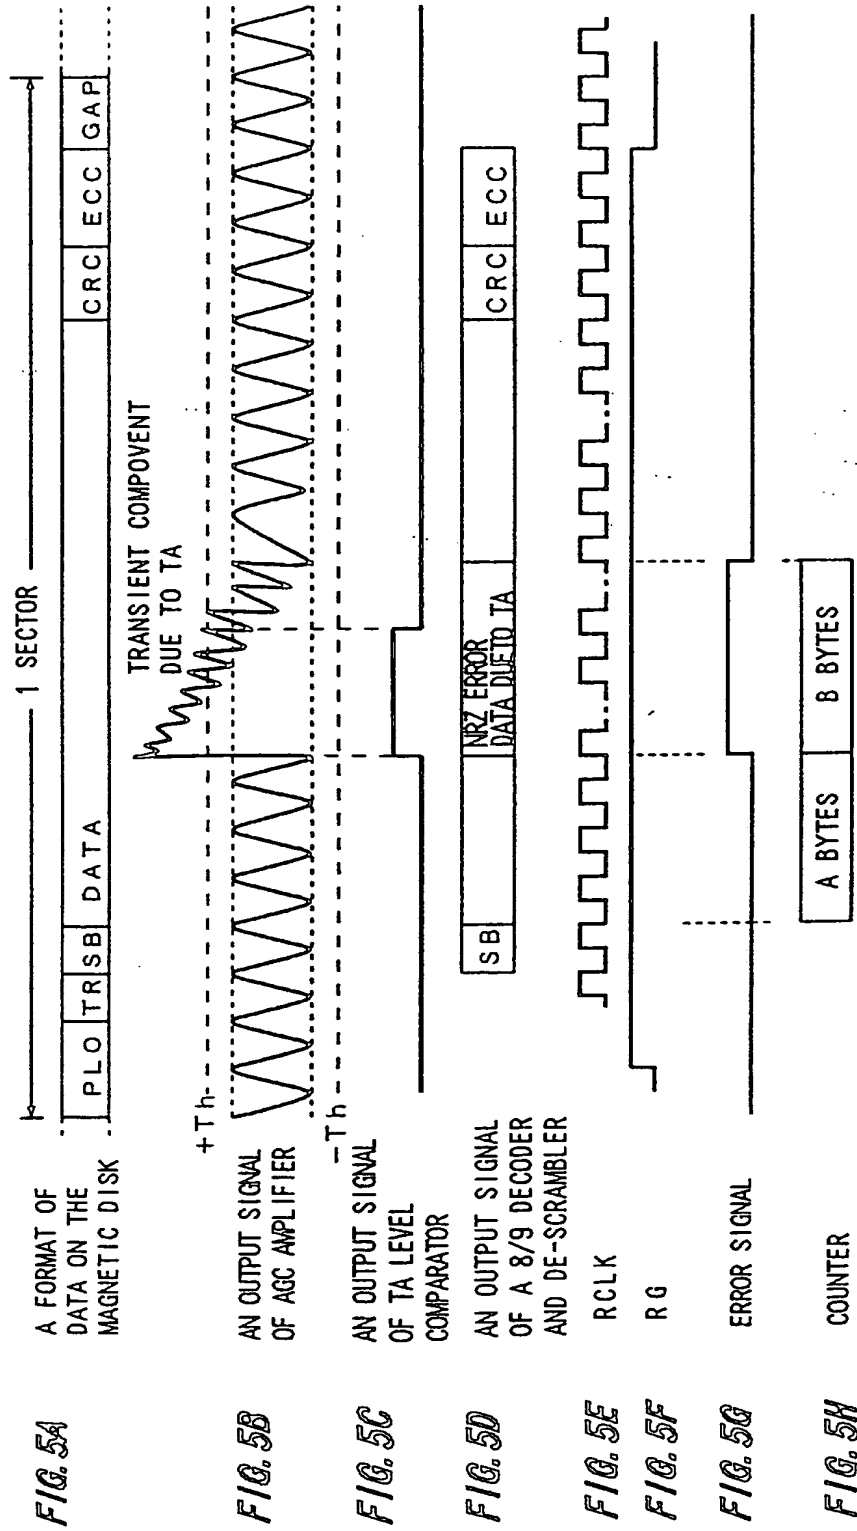 FIG. 5A
A FORMAT OF
DATA ON THE
MAGNETIC DISK
1 SECTOR
PLO TR SB DATA CRC ECC GAP
FIG. 5B
AN OUTPUT SIGNAL
OF AGC AMPLIFIER
+Th
-Th
TRANSIENT COMPOVENT
DUE TO TA
FIG. 5C
AN OUTPUT SIGNAL
OF TA LEVEL
COMPARATOR
FIG. 5D
AN OUTPUT SIGNAL
OF A 8/9 DECODER
AND DE-SCRAMBLER
SB
NRZ ERROR
DATA DUETO TA
CRC ECC
FIG. 5E
RCLK
FIG. 5F
RG
FIG. 5G
ERROR SIGNAL
FIG. 5H
COUNTER
A BYTES B BYTES